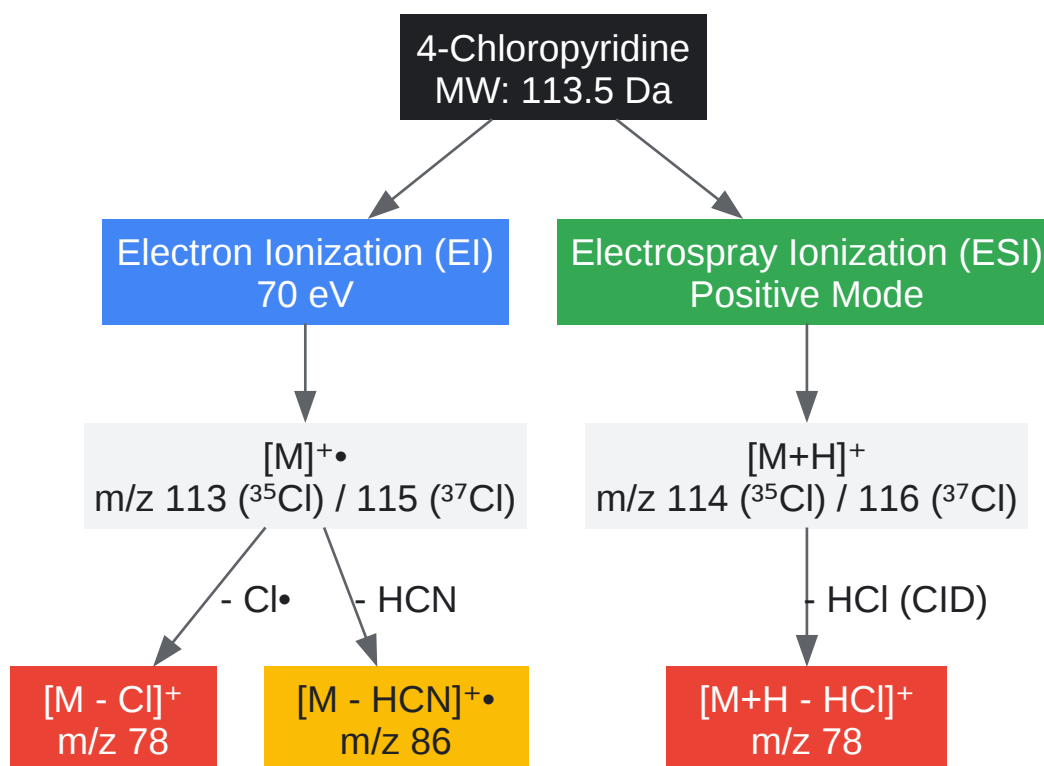 4-Chloropyridine
MW: 113.5 Da
Electron Ionization (EI)
70 eV
Electrospray Ionization (ESI)
Positive Mode
[M]⁺•
m/z 113 (³⁵Cl) / 115 (³⁷Cl)
[M+H]⁺
m/z 114 (³⁵Cl) / 116 (³⁷Cl)
- Cl•
- HCN
- HCl (CID)
[M - Cl]⁺
m/z 78
[M - HCN]⁺•
m/z 86
[M+H - HCl]⁺
m/z 78